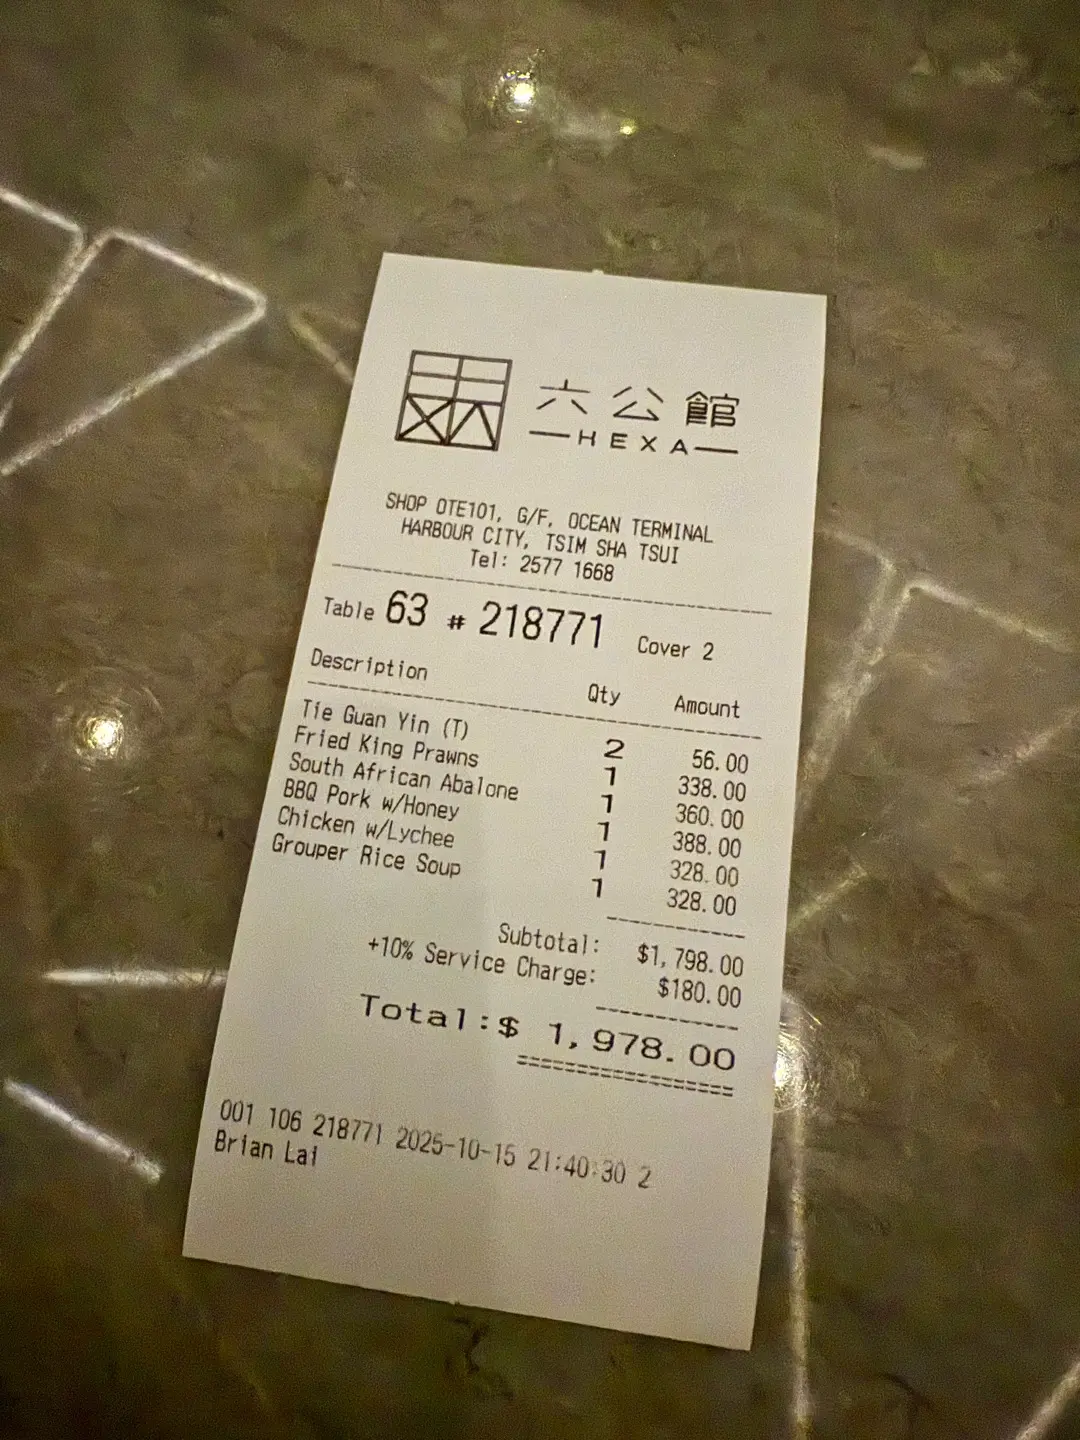 六公館
HEXA
SHOP OTE101, G/F, OCEAN TERMINAL
HARBOUR CITY, TSIM SHA TSUI
Tel: 2577 1668
Table 63 # 218771 Cover 2
Description Qty Amount
Tie Guan Yin (T) 2 56.00
Fried King Prawns 1 338.00
South African Abalone 1 360.00
BBQ Pork w/Honey 1 388.00
Chicken w/Lychee 1 328.00
Grouper Rice Soup 1 328.00
Subtotal: $1,798.00
+10% Service Charge: $180.00
Total:$ 1,978.00
001 106 218771 2025-10-15 21:40:30 2
Brian Lai